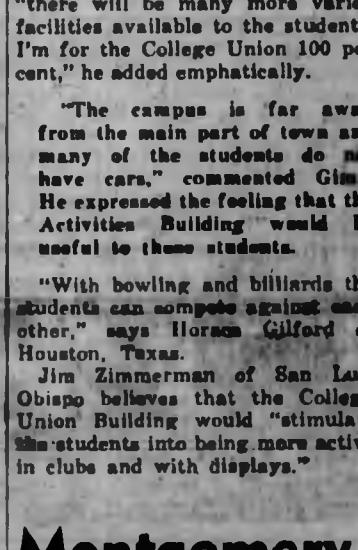 "there will be many more varie
facilities available to the student
I'm for the College Union 100 pe
cent," he added emphatically.
"The campus is far awa
from the main part of town an
many of the students do n
have cars," commented Gim
He expressed the feeling that th
Activities Building would b
useful to these students.
"With bowling and billiards th
students can compete against eac
other," says Horace Gilford o
Houston, Texas.
Jim Zimmerman of San Lu
Obispo believes that the Colleg
Union Building would "stimula
the students into being more activ
in clubs and with displays."
Montgomery